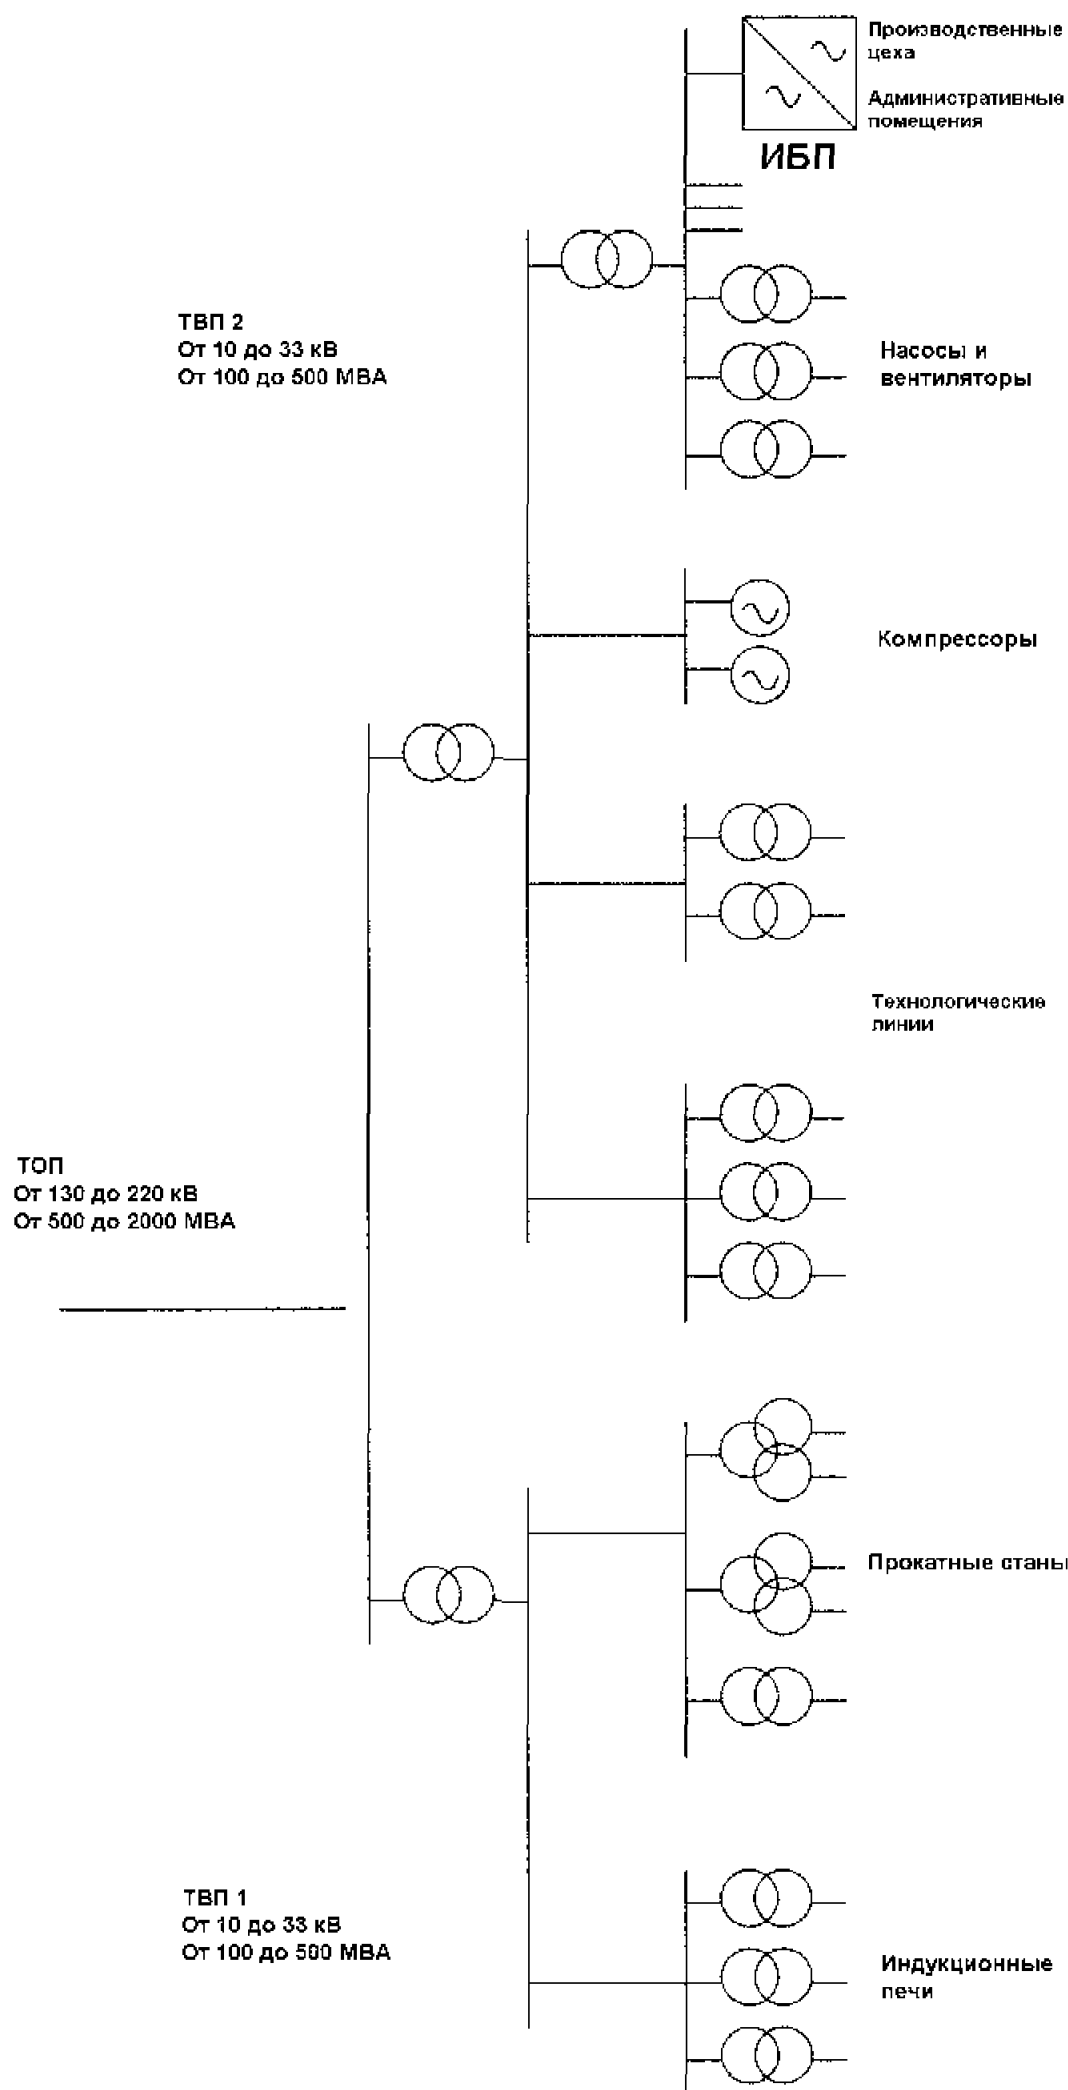 Производственные
цеха
Административные
помещения
ИБП
ТВП 2
От 10 до 33 кВ
От 100 до 500 МВА
Насосы и
вентиляторы
Компрессоры
Технологические
линии
ТОП
От 130 до 220 кВ
От 500 до 2000 МВА
Прокатные станы
ТВП 1
От 10 до 33 кВ
От 100 до 500 МВА
Индукционные
печи